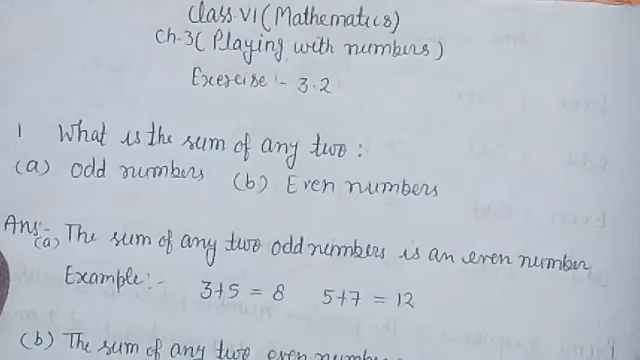 Class-VI (Mathematics)
Ch-3( Playing with numbers)
Exercise:- 3.2
1 What is the sum of any two:
(a) odd numbers (b) Even numbers
Ans:-
(a) The sum of any two odd numbers is an even number
Example:- 3+5 = 8 5+7 = 12
(b) The sum of any two even number